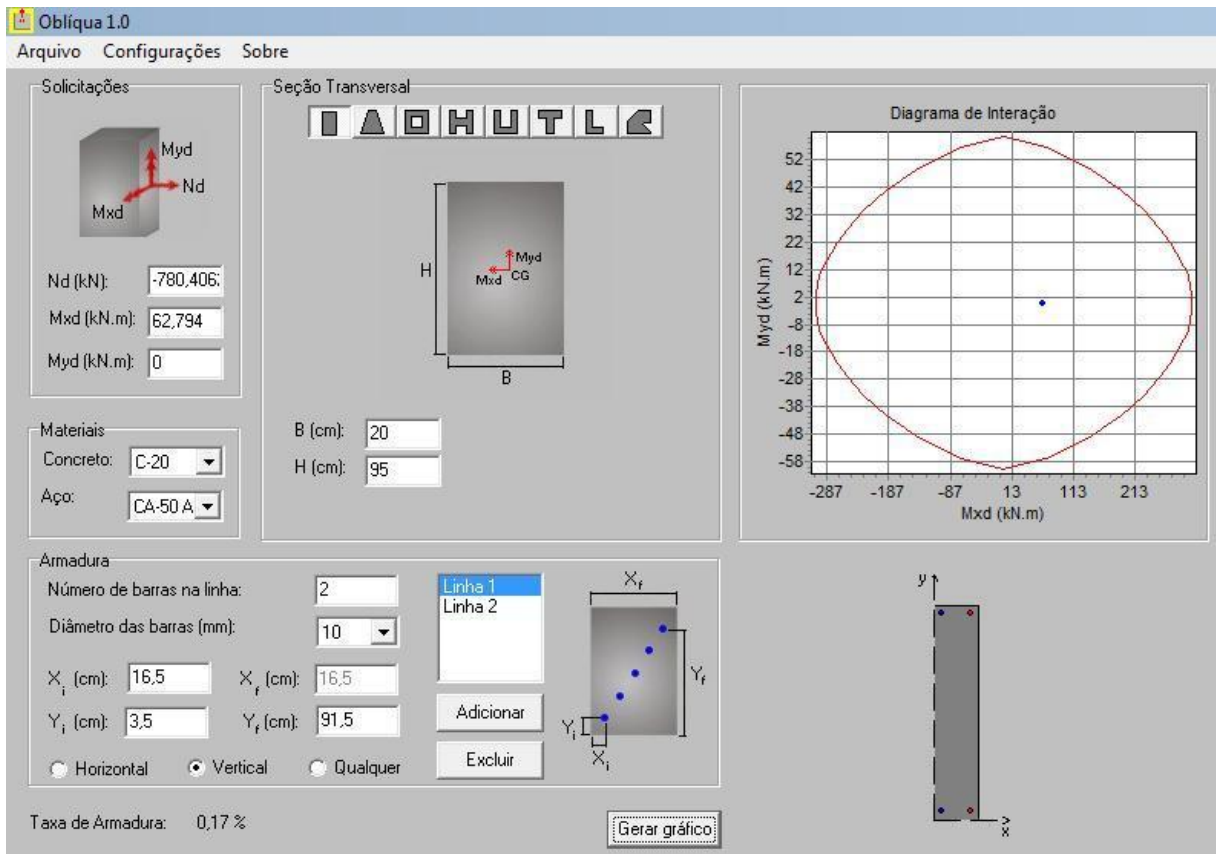 Oblíqua 1.0
Arquivo Configurações Sobre
Solicitações
Myd
Nd
Mxd
Nd (kN): -780,406
Mxd (kN.m): 62,794
Myd (kN.m): 0
Materiais
Concreto: C-20
Aço: CA-50 A
Seção Transversal
H
Myd
Mxd CG
B
B (cm): 20
H (cm): 95
Diagrama de Interação
Myd (kN.m)
52
42
32
22
12
2
-8
-18
-28
-38
-48
-58
-287 -187 -87 13 113 213
Mxd (kN.m)
Armadura
Número de barras na linha: 2
Diâmetro das barras (mm): 10
Xi (cm): 16,5 Xf (cm): 16,5
Yi (cm): 3,5 Yf (cm): 91,5
Horizontal Vertical Qualquer
Linha 1
Linha 2
Adicionar
Excluir
Xf
Yf
Yi
Xi
Taxa de Armadura: 0,17 %
Gerar gráfico
y
x